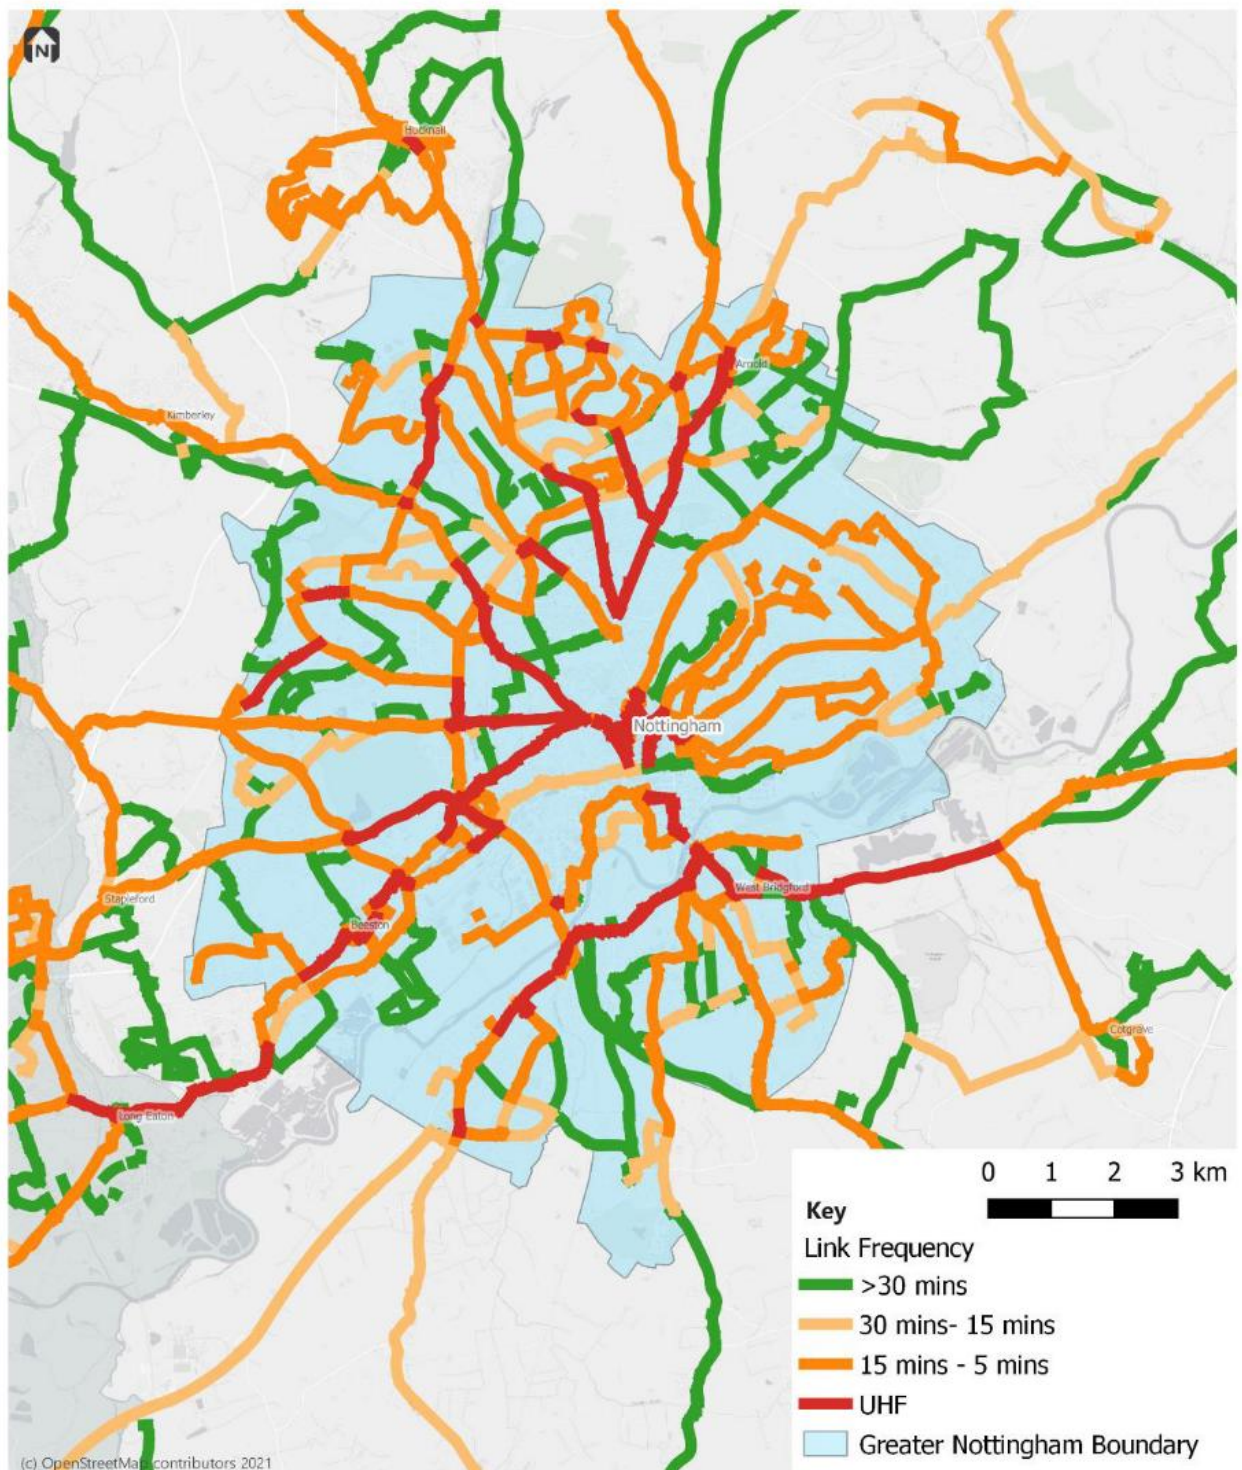 N
Hucknall
Arnold
Kimberley
Nottingham
West Bridgford
Stapleford
Beeston
Cotgrave
Long Eaton
0 1 2 3 km
Key
Link Frequency
>30 mins
30 mins- 15 mins
15 mins - 5 mins
UHF
Greater Nottingham Boundary
(c) OpenStreetMap contributors 2021